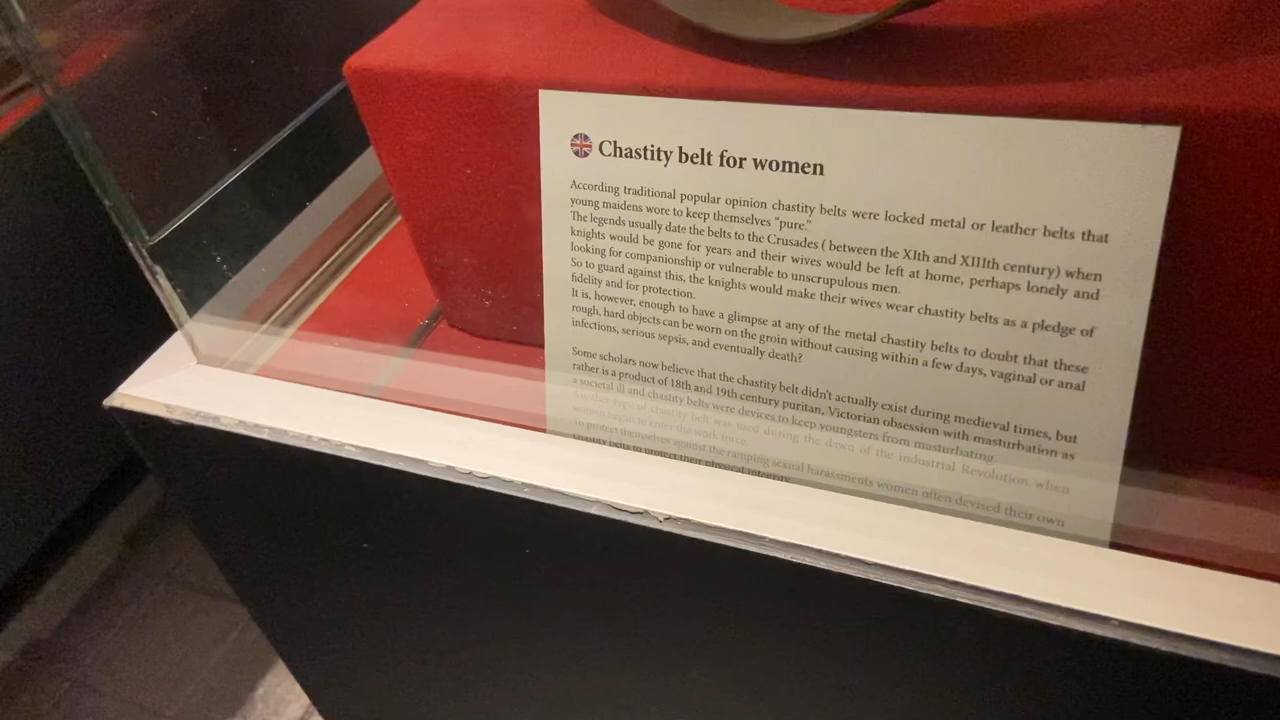 Chastity belt for women
According traditional popular opinion chastity belts were locked metal or leather belts that
young maidens wore to keep themselves "pure."
The legends usually date the belts to the Crusades ( between the XIth and XIIIth century) when
knights would be gone for years and their wives would be left at home, perhaps lonely and
looking for companionship or vulnerable to unscrupulous men.
So to guard against this, the knights would make their wives wear chastity belts as a pledge of
fidelity and for protection.
It is, however, enough to have a glimpse at any of the metal chastity belts to doubt that these
rough, hard objects can be worn on the groin without causing within a few days, vaginal or anal
infections, serious sepsis, and eventually death?
Some scholars now believe that the chastity belt didn't actually exist during medieval times, but
rather is a product of 18th and 19th century puritan, Victorian obsession with masturbation as
a societal ill and chastity belts were devices to keep youngsters from masturbating.
Another type of chastity belt was used during the dawn of the industrial Revolution when
women began to enter the work force.
To protect themselves against the ramping sexual harassments women often devised their own
chastity belts to protect their physical integrity.